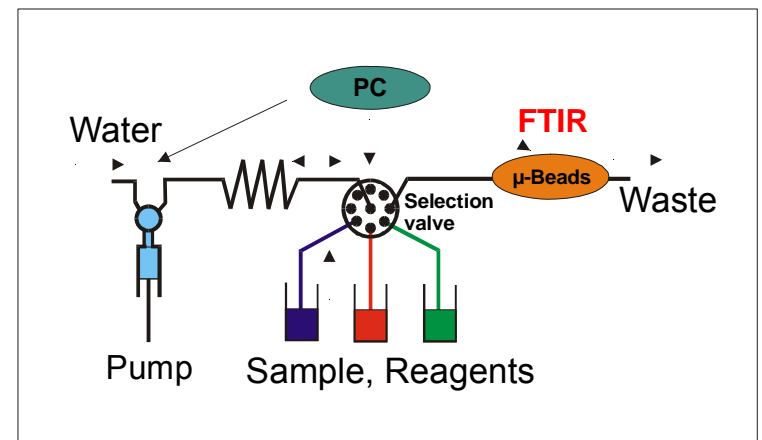 PC
Water
FTIR
µ-Beads
Selection
valve
Waste
Pump
Sample, Reagents